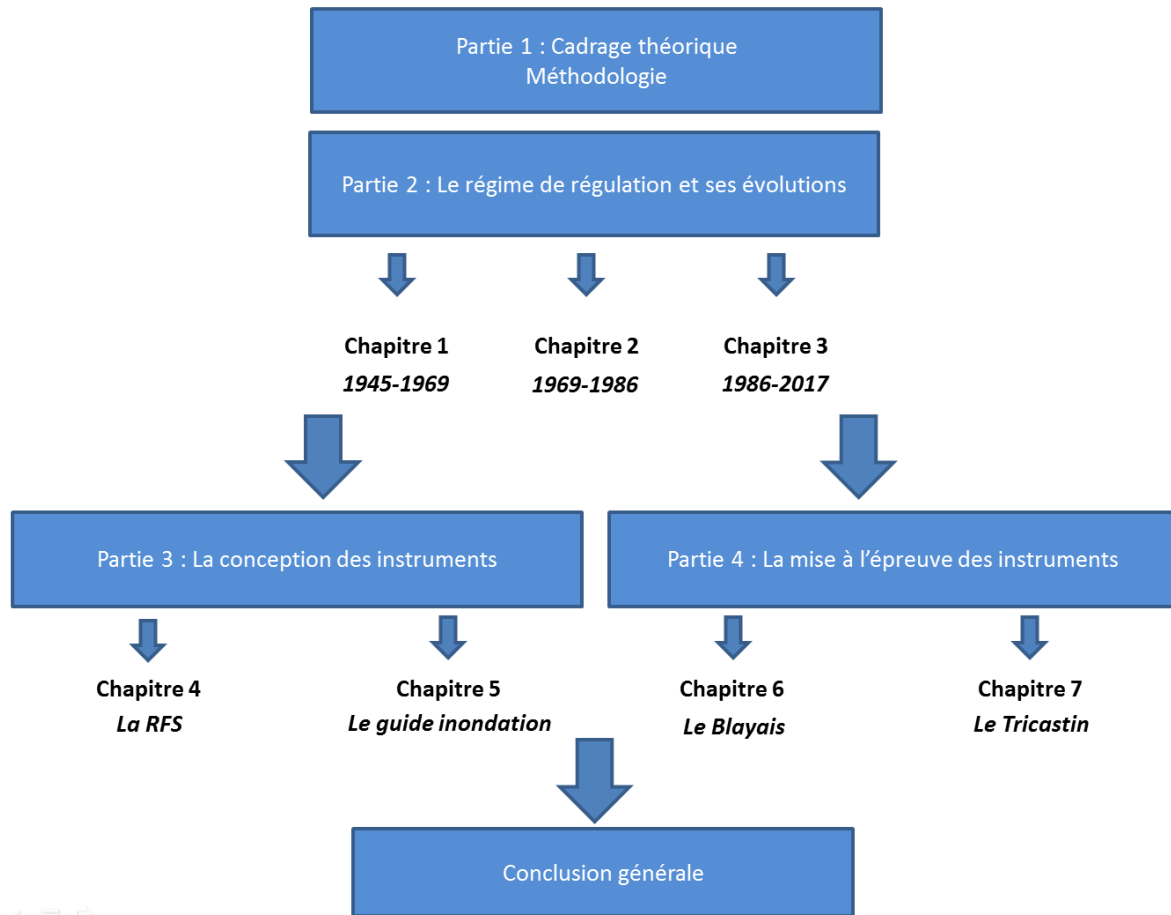 Partie 1 : Cadrage théorique
Méthodologie
Partie 2 : Le régime de régulation et ses évolutions
Chapitre 1
1945-1969
Chapitre 2
1969-1986
Chapitre 3
1986-2017
Partie 3 : La conception des instruments
Partie 4 : La mise à l’épreuve des instruments
Chapitre 4
La RFS
Chapitre 5
Le guide inondation
Chapitre 6
Le Blayais
Chapitre 7
Le Tricastin
Conclusion générale